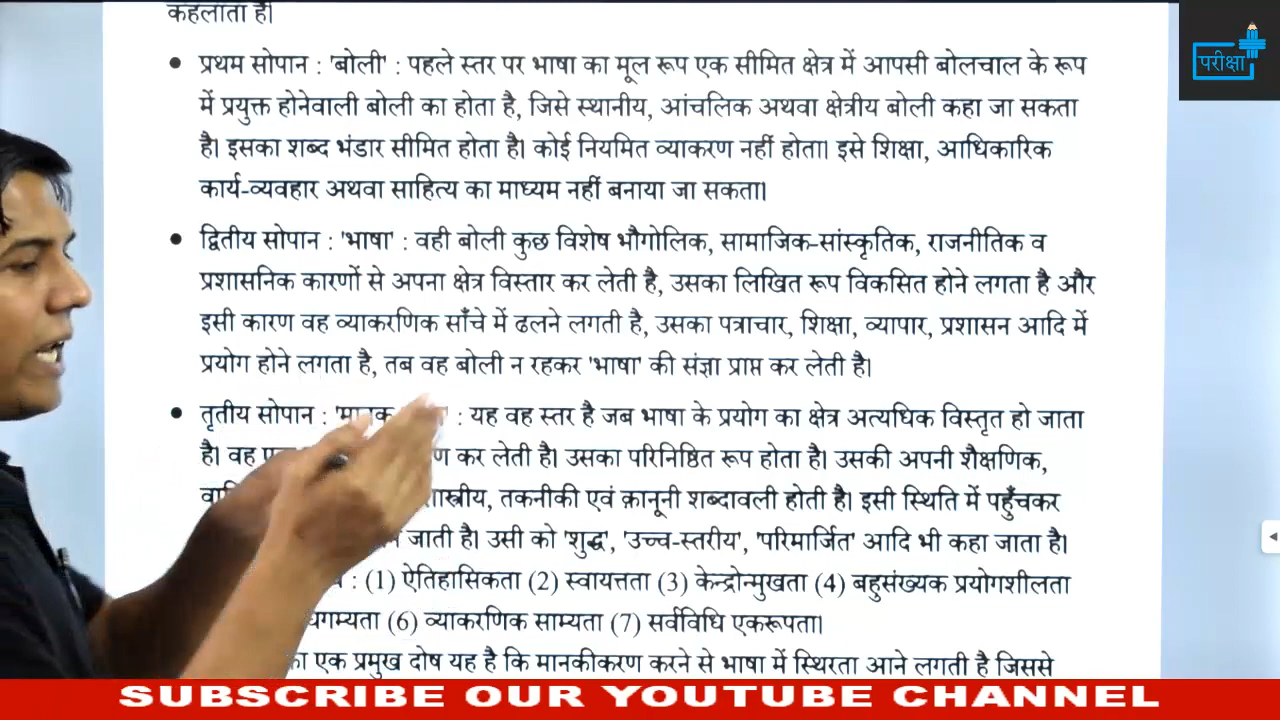 कहलाता है।
परीक्षा
• प्रथम सोपान : 'बोली' : पहले स्तर पर भाषा का मूल रूप एक सीमित क्षेत्र में आपसी बोलचाल के रूप
में प्रयुक्त होनेवाली बोली का होता है, जिसे स्थानीय, आंचलिक अथवा क्षेत्रीय बोली कहा जा सकता
है। इसका शब्द भंडार सीमित होता है। कोई नियमित व्याकरण नहीं होता। इसे शिक्षा, आधिकारिक
कार्य-व्यवहार अथवा साहित्य का माध्यम नहीं बनाया जा सकता।
• द्वितीय सोपान : 'भाषा' : वही बोली कुछ विशेष भौगोलिक, सामाजिक-सांस्कृतिक, राजनीतिक व
प्रशासनिक कारणों से अपना क्षेत्र विस्तार कर लेती है, उसका लिखित रूप विकसित होने लगता है और
इसी कारण वह व्याकरणिक साँचे में ढलने लगती है, उसका पत्राचार, शिक्षा, व्यापार, प्रशासन आदि में
प्रयोग होने लगता है, तब वह बोली न रहकर 'भाषा' की संज्ञा प्राप्त कर लेती है।
• तृतीय सोपान : 'मानक : यह वह स्तर है जब भाषा के प्रयोग का क्षेत्र अत्यधिक विस्तृत हो जाता
है। वह कर लेती है। उसका परिनिष्ठित रूप होता है। उसकी अपनी शैक्षणिक,
तकनीकी एवं क़ानूनी शब्दावली होती है। इसी स्थिति में पहुँचकर
जाती है। उसी को 'शुद्ध', 'उच्च-स्तरीय', 'परिमार्जित' आदि भी कहा जाता है।
: (1) ऐतिहासिकता (2) स्वायत्तता (3) केन्द्रोन्मुखता (4) बहुसंख्यक प्रयोगशीलता
(6) व्याकरणिक साम्यता (7) सर्वविधि एकरूपता।
एक प्रमुख दोष यह है कि मानकीकरण करने से भाषा में स्थिरता आने लगती है जिससे
SUBSCRIBE OUR YOUTUBE CHANNEL